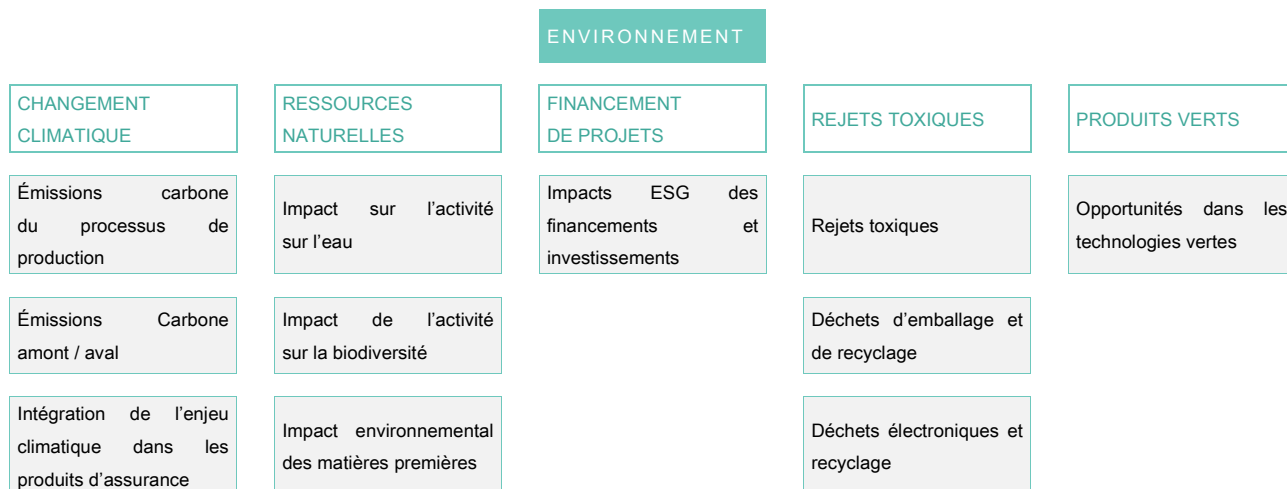 ENVIRONNEMENT
CHANGEMENT
CLIMATIQUE
RESSOURCES
NATURELLES
FINANCEMENT
DE PROJETS
REJETS TOXIQUES
PRODUITS VERTS
Émissions carbone
du processus de
production
Impact sur l’activité
sur l’eau
Impacts ESG des
financements et
investissements
Rejets toxiques
Opportunités dans les
technologies vertes
Émissions Carbone
amont / aval
Impact de l’activité
sur la biodiversité
Déchets d’emballage et
de recyclage
Intégration de l’enjeu
climatique dans les
produits d’assurance
Impact environnemental
des matières premières
Déchets électroniques et
recyclage